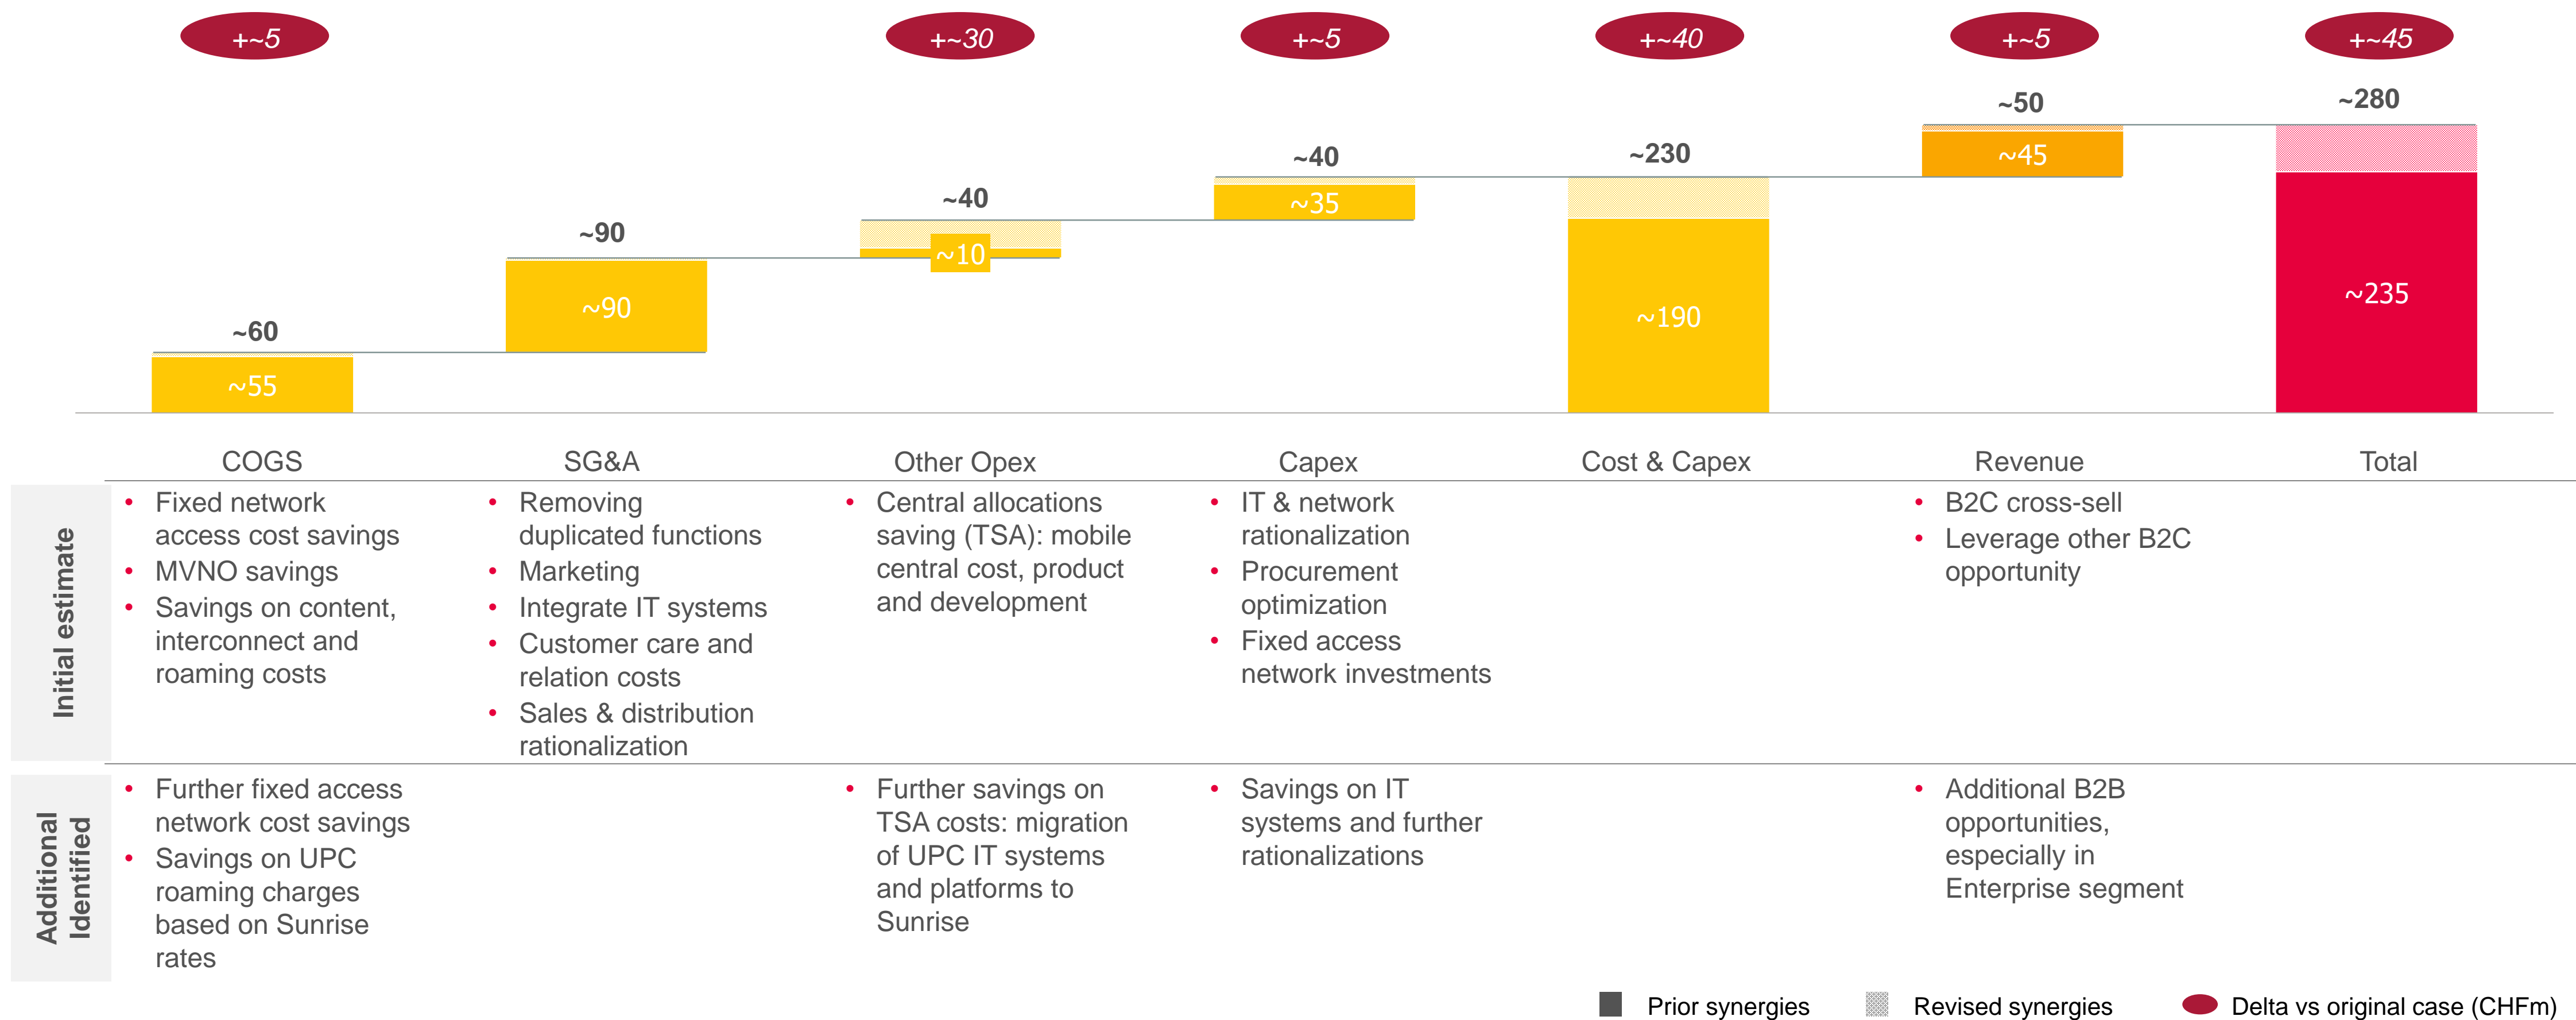 +~5
+~30
+~5
+~40
+~5
+~45
~60
~90
~40
~40
~230
~50
~280
~55
~90
~10
~35
~190
~45
~235
COGS
SG&A
Other Opex
Capex
Cost & Capex
Revenue
Total
Initial estimate
• Fixed network
access cost savings
• MVNO savings
• Savings on content,
interconnect and
roaming costs
• Removing
duplicated functions
• Marketing
• Integrate IT systems
• Customer care and
relation costs
• Sales & distribution
rationalization
• Central allocations
saving (TSA): mobile
central cost, product
and development
• IT & network
rationalization
• Procurement
optimization
• Fixed access
network investments
• B2C cross-sell
• Leverage other B2C
opportunity
Additional
Identified
• Further fixed access
network cost savings
• Savings on UPC
roaming charges
based on Sunrise
rates
• Further savings on
TSA costs: migration
of UPC IT systems
and platforms to
Sunrise
• Savings on IT
systems and further
rationalizations
• Additional B2B
opportunities,
especially in
Enterprise segment
Prior synergies
Revised synergies
Delta vs original case (CHFm)